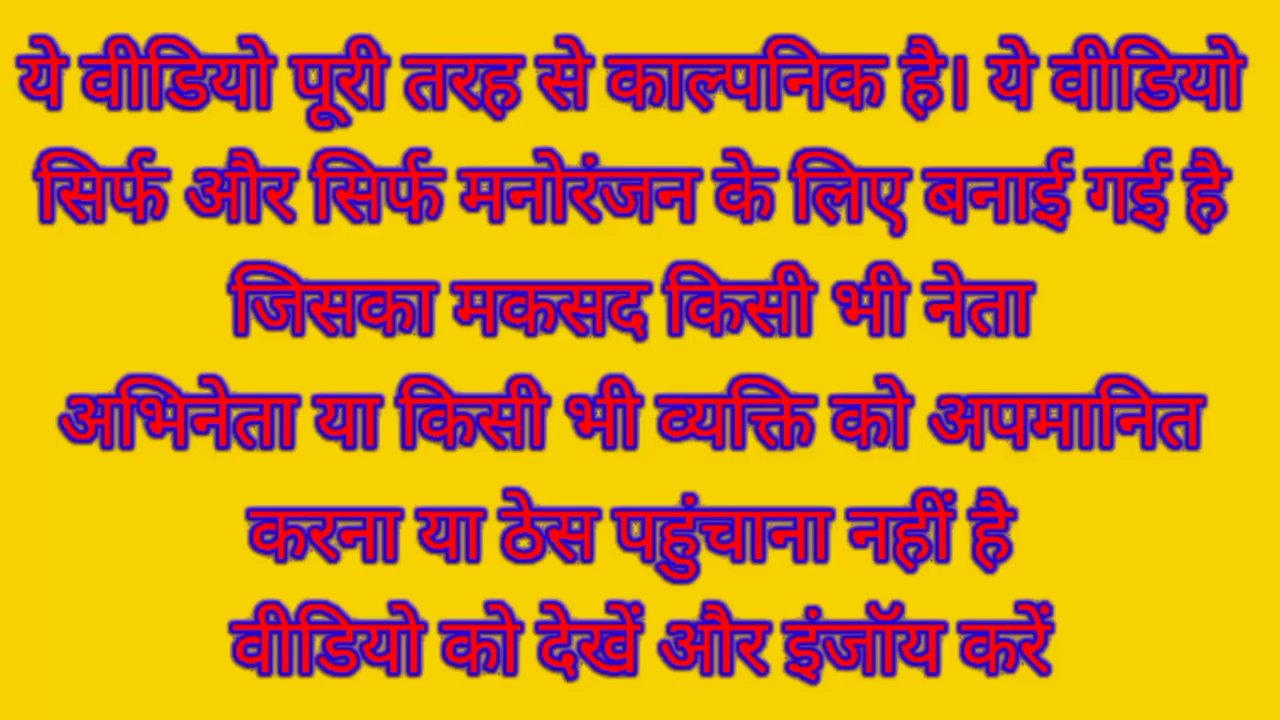 ये वीडियो पूरी तरह से काल्पनिक है। ये वीडियो
सिर्फ और सिर्फ मनोरंजन के लिए बनाई गई है
जिसका मकसद किसी भी नेता
अभिनेता या किसी भी व्यक्ति को अपमानित
करना या ठेस पहुंचाना नहीं है
वीडियो को देखें और इंजॉय करें